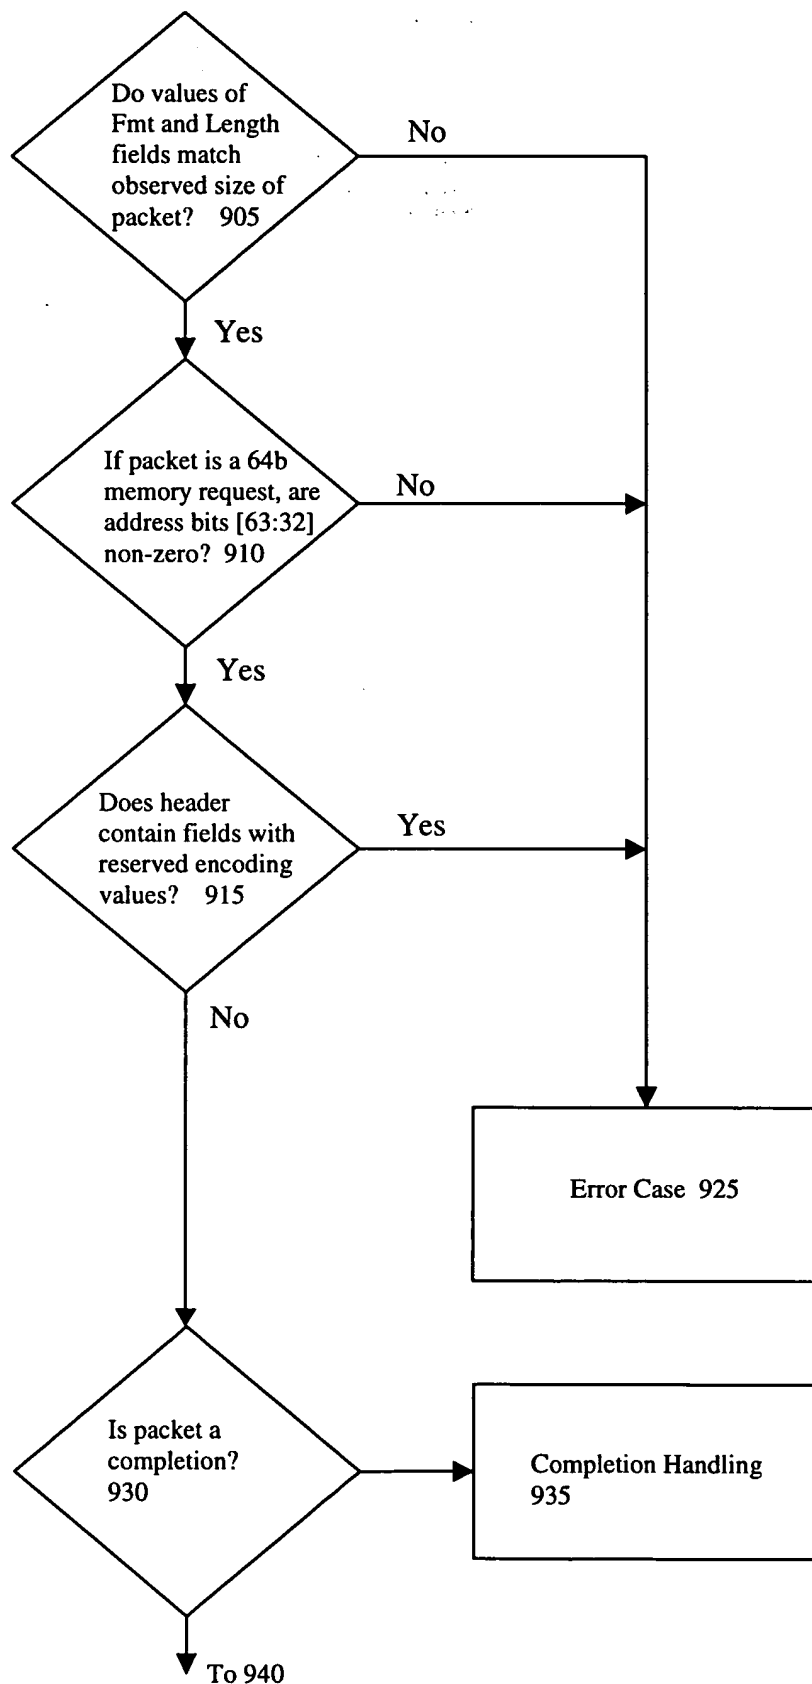 Do values of
Fmt and Length
fields match
observed size of
packet? 905
No
Yes
If packet is a 64b
memory request, are
address bits [63:32]
non-zero? 910
No
Yes
Does header
contain fields with
reserved encoding
values? 915
Yes
No
Error Case 925
Is packet a
completion?
930
Completion Handling
935
To 940